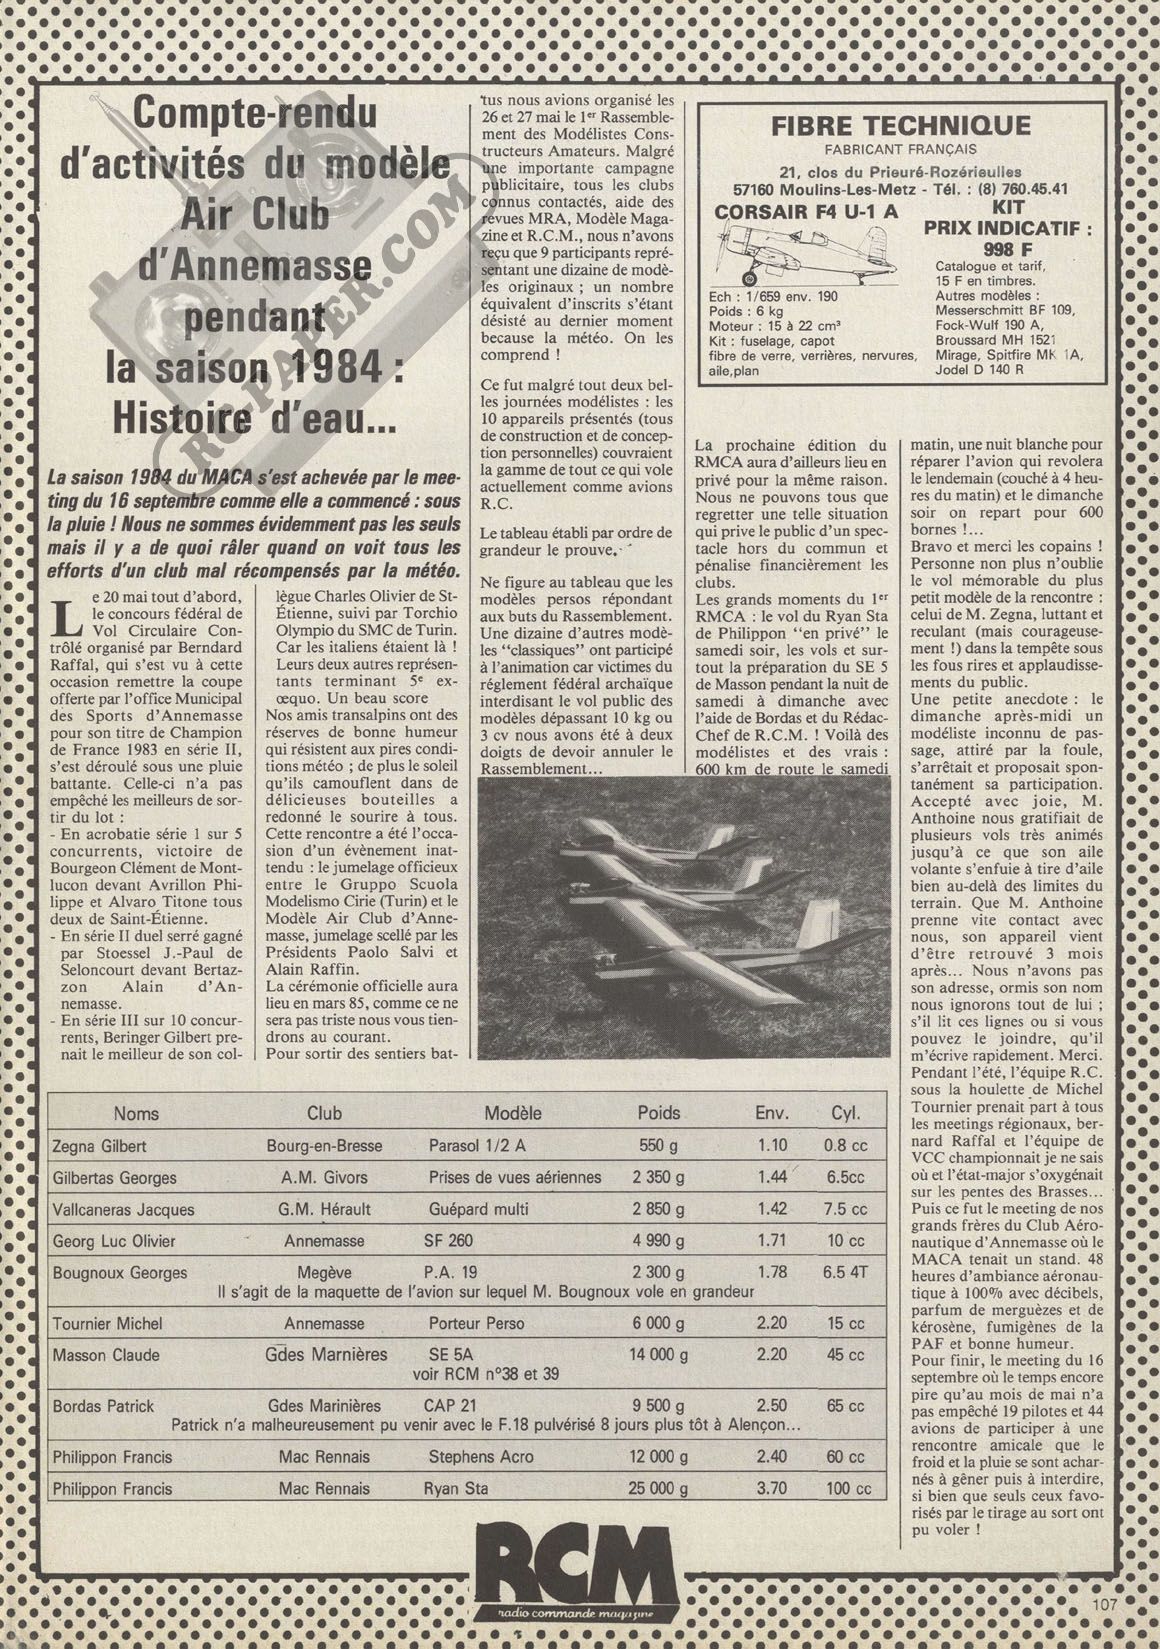 Compte-rendu
d'activités du modèle
Air Club
d'Annemasse
pendant
la saison 1984 :
Histoire d'eau...
RC-PAPER.COM
La saison 1984 du MACA s'est achevée par le mee-
ting du 16 septembre comme elle a commencé : sous
la pluie ! Nous ne sommes évidemment pas les seuls
mais il y a de quoi râler quand on voit tous les
efforts d'un club mal récompensés par la météo.
Le 20 mai tout d'abord,
le concours fédéral de
Vol Circulaire Con-
trôlé organisé par Berndard
Raffal, qui s'est vu à cette
occasion remettre la coupe
offerte par l'office Municipal
des Sports d'Annemasse
pour son titre de Champion
de France 1983 en série II,
s'est déroulé sous une pluie
battante. Celle-ci n'a pas
empêché les meilleurs de sor-
tir du lot :
- En acrobatie série 1 sur 5
concurrents, victoire de
Bourgeon Clément de Mont-
lucon devant Avrillon Phi-
lippe et Alvaro Titone tous
deux de Saint-Étienne.
- En série II duel serré gagné
par Stoessel J.-Paul de
Seloncourt devant Bertaz-
zon Alain d'An-
nemasse.
- En série III sur 10 concur-
rents, Beringer Gilbert pre-
nait le meilleur de son col-
lègue Charles Olivier de St-
Étienne, suivi par Torchio
Olympio du SMC de Turin.
Car les italiens étaient là !
Leurs deux autres représen-
tants terminant 5e ex-
œquo. Un beau score
Nos amis transalpins ont des
réserves de bonne humeur
qui résistent aux pires condi-
tions météo ; de plus le soleil
qu'ils camouflent dans de
délicieuses bouteilles a
redonné le sourire à tous.
Cette rencontre a été l'occa-
sion d'un évènement inat-
tendu : le jumelage officieux
entre le Gruppo Scuola
Modelismo Cirie (Turin) et le
Modèle Air Club d'Anne-
masse, jumelage scellé par les
Présidents Paolo Salvi et
Alain Raffin.
La cérémonie officielle aura
lieu en mars 85, comme ce ne
sera pas triste nous vous tien-
drons au courant.
Pour sortir des sentiers bat-
tus nous avions organisé les
26 et 27 mai le 1er Rassemble-
ment des Modélistes Cons-
tructeurs Amateurs. Malgré
une importante campagne
publicitaire, tous les clubs
connus contactés, aide des
revues MRA, Modèle Maga-
zine et R.C.M., nous n'avons
reçu que 9 participants repré-
sentant une dizaine de modè-
les originaux ; un nombre
équivalent d'inscrits s'étant
désisté au dernier moment
because la météo. On les
comprend !
Ce fut malgré tout deux bel-
les journées modélistes : les
10 appareils présentés (tous
de construction et de concep-
tion personnelles) couvraient
la gamme de tout ce qui vole
actuellement comme avions
R.C.
Le tableau établi par ordre de
grandeur le prouve.
Ne figure au tableau que les
modèles persos répondant
aux buts du Rassemblement.
Une dizaine d'autres modè-
les "classiques" ont participé
à l'animation car victimes du
réglement fédéral archaïque
interdisant le vol public des
modèles dépassant 10 kg ou
3 cv nous avons été à deux
doigts de devoir annuler le
Rassemblement...
FIBRE TECHNIQUE
FABRICANT FRANÇAIS
21, clos du Prieuré-Rozérieulles
57160 Moulins-Les-Metz - Tél. : (8) 760.45.41
CORSAIR F4 U-1 A
Ech : 1/659 env. 190
Poids : 6 kg
Moteur : 15 à 22 cm³
Kit : fuselage, capot
fibre de verre, verrières, nervures,
aile,plan
KIT
PRIX INDICATIF :
998 F
Catalogue et tarif,
15 F en timbres.
Autres modèles :
Messerschmitt BF 109,
Fock-Wulf 190 A,
Broussard MH 1521
Mirage, Spitfire MK 1A,
Jodel D 140 R
La prochaine édition du
RMCA aura d'ailleurs lieu en
privé pour la même raison.
Nous ne pouvons tous que
regretter une telle situation
qui prive le public d'un spec-
tacle hors du commun et
pénalise financièrement les
clubs.
Les grands moments du 1er
RMCA : le vol du Ryan Sta
de Philippon "en privé" le
samedi soir, les vols et sur-
tout la préparation du SE 5
de Masson pendant la nuit de
samedi à dimanche avec
l'aide de Bordas et du Rédac-
Chef de R.C.M. ! Voilà des
modélistes et des vrais :
600 km de route le samedi
matin, une nuit blanche pour
réparer l'avion qui revolera
le lendemain (couché à 4 heu-
res du matin) et le dimanche
soir on repart pour 600
bornes !...
Bravo et merci les copains !
Personne non plus n'oublie
le vol mémorable du plus
petit modèle de la rencontre :
celui de M. Zegna, luttant et
reculant (mais courageuse-
ment !) dans la tempête sous
les fous rires et applaudisse-
ments du public.
Une petite anecdote : le
dimanche après-midi un
modéliste inconnu de pas-
sage, attiré par la foule,
s'arrêtait et proposait spon-
tanément sa participation.
Accepté avec joie, M.
Anthoine nous gratifiait de
plusieurs vols très animés
jusqu'à ce que son aile
volante s'enfuie à tire d'aile
bien au-delà des limites du
terrain. Que M. Anthoine
prenne vite contact avec
nous, son appareil vient
d'être retrouvé 3 mois
après... Nous n'avons pas
son adresse, ormis son nom
nous ignorons tout de lui ;
s'il lit ces lignes ou si vous
pouvez le joindre, qu'il
m'écrive rapidement. Merci.
Pendant l'été, l'équipe R.C.
sous la houlette de Michel
Tournier prenait part à tous
les meetings régionaux, ber-
nard Raffal et l'équipe de
VCC championnait je ne sais
où et l'état-major s'oxygénait
sur les pentes des Brasses...
Puis ce fut le meeting de nos
grands frères du Club Aéro-
nautique d'Annemasse où le
MACA tenait un stand. 48
heures d'ambiance aéronau-
tique à 100% avec décibels,
parfum de merguèzes et de
kérosène, fumigènes de la
PAF et bonne humeur.
Pour finir, le meeting du 16
septembre où le temps encore
pire qu'au mois de mai n'a
pas empêché 19 pilotes et 44
avions de participer à une
rencontre amicale que le
froid et la pluie se sont achar-
nés à gêner puis à interdire,
si bien que seuls ceux favo-
risés par le tirage au sort ont
pu voler !
Noms Club Modèle Poids Env. Cyl.
Zegna Gilbert Bourg-en-Bresse Parasol 1/2 A 550 g 1.10 0.8 cc
Gilbertas Georges A.M. Givors Prises de vues aériennes 2 350 g 1.44 6.5cc
Vallcaneras Jacques G.M. Hérault Guépard multi 2 850 g 1.42 7.5 cc
Georg Luc Olivier Annemasse SF 260 4 990 g 1.71 10 cc
Bougnoux Georges Megève P.A. 19 2 300 g 1.78 6.5 4T
Il s'agit de la maquette de l'avion sur lequel M. Bougnoux vole en grandeur
Tournier Michel Annemasse Porteur Perso 6 000 g 2.20 15 cc
Masson Claude Gdes Marnières SE 5A 14 000 g 2.20 45 cc
voir RCM n°38 et 39
Bordas Patrick Gdes Marinières CAP 21 9 500 g 2.50 65 cc
Patrick n'a malheureusement pu venir avec le F.18 pulvérisé 8 jours plus tôt à Alençon...
Philippon Francis Mac Rennais Stephens Acro 12 000 g 2.40 60 cc
Philippon Francis Mac Rennais Ryan Sta 25 000 g 3.70 100 cc
RCM
radio commande magazine
107